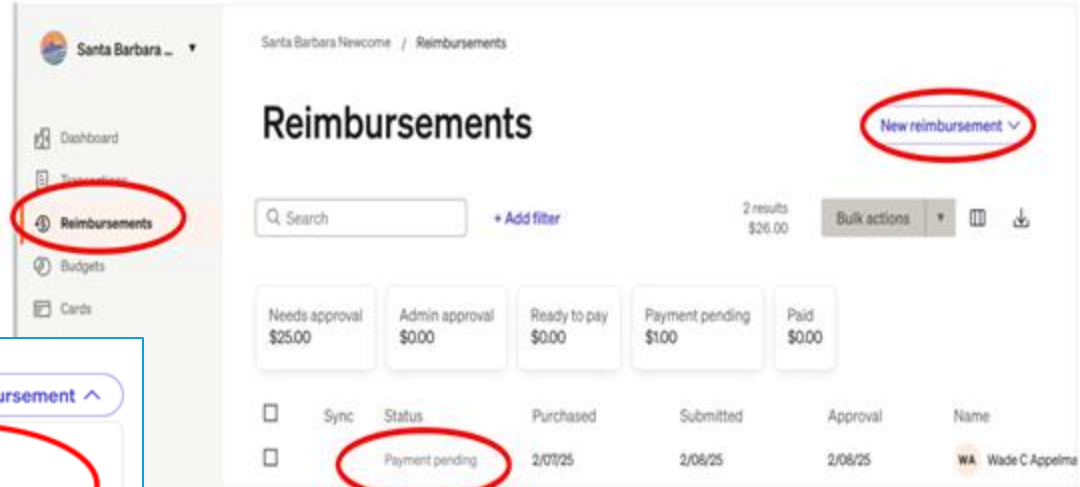 Santa Barbara ...
Santa Barbara Newcome / Reimbursements
Dashboard
Reimbursements
New reimbursement
Transactions
Reimbursements
Search
+ Add filter
2 results
$26.00
Bulk actions
Budgets
Cards
Needs approval
$25.00
Admin approval
$0.00
Ready to pay
$0.00
Payment pending
$1.00
Paid
$0.00
ursement
Sync Status Purchased Submitted Approval Name
Payment pending 2/07/25 2/08/25 2/08/25 WA Wade C Appelma